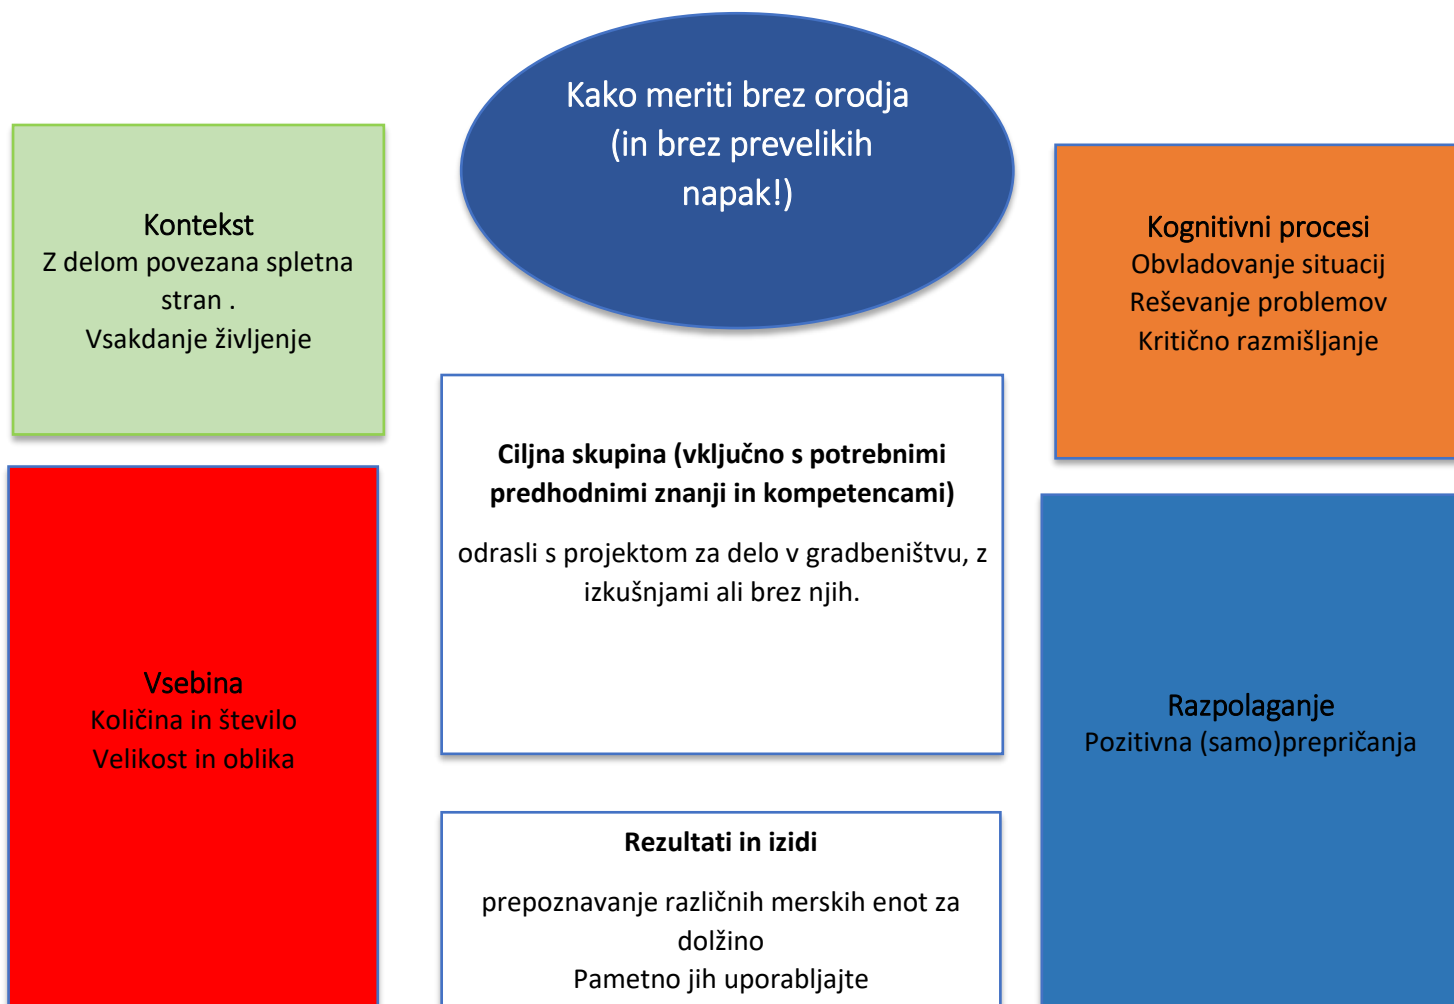 Kako meriti brez orodja
(in brez prevelikih
napak!)
Kontekst
Z delom povezana spletna
stran .
Vsakdanje življenje
Kognitivni procesi
Obvladovanje situacij
Reševanje problemov
Kritično razmišljanje
Ciljna skupina (vključno s potrebnimi
predhodnimi znanji in kompetencami)
odrasli s projektom za delo v gradbeništvu, z
izkušnjami ali brez njih.
Vsebina
Količina in število
Velikost in oblika
Razpolaganje
Pozitivna (samo)prepričanja
Rezultati in izidi
prepoznavanje različnih merskih enot za
dolžino
Pametno jih uporabljajte